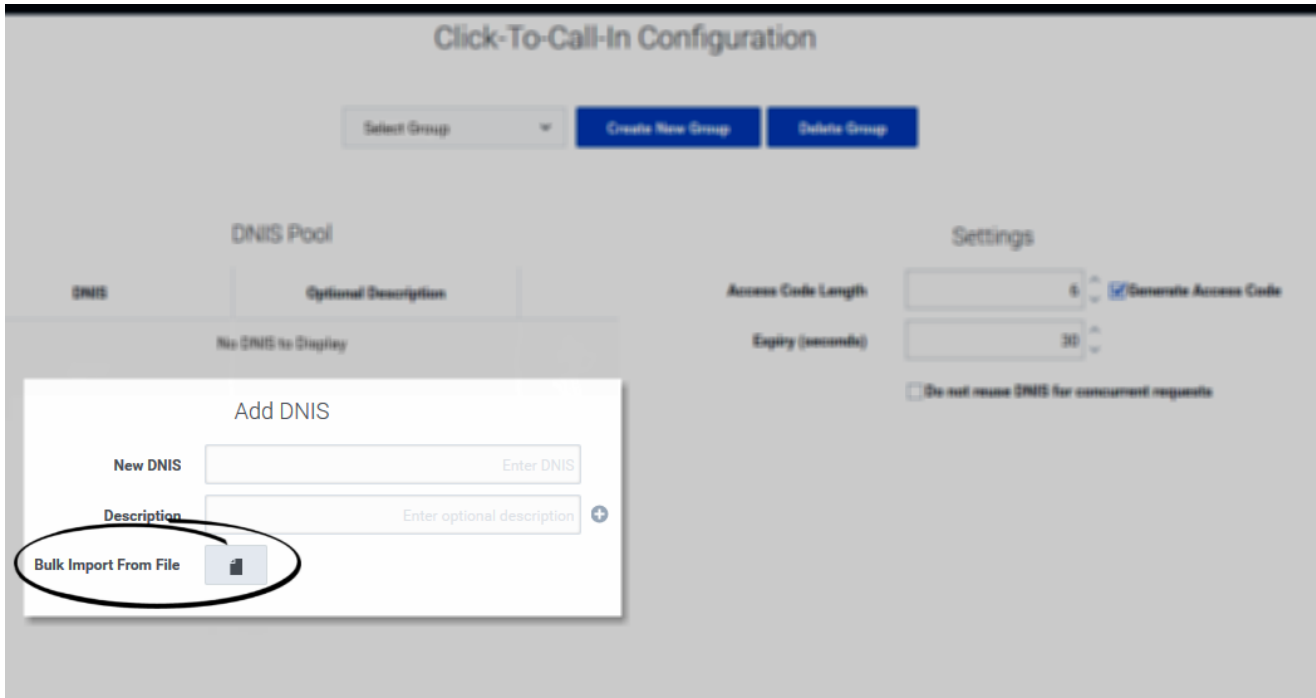 Click-To-Call-In Configuration
Select Group Create New Group Delete Group
DNIS Pool
Settings
DNIS Optional Description
Access Code Length 6 Generate Access Code
No DNIS to Display
Expiry (seconds) 30
Do not reuse DNIS for concurrent requests
Add DNIS
New DNIS Enter DNIS
Description Enter optional description
Bulk Import From File